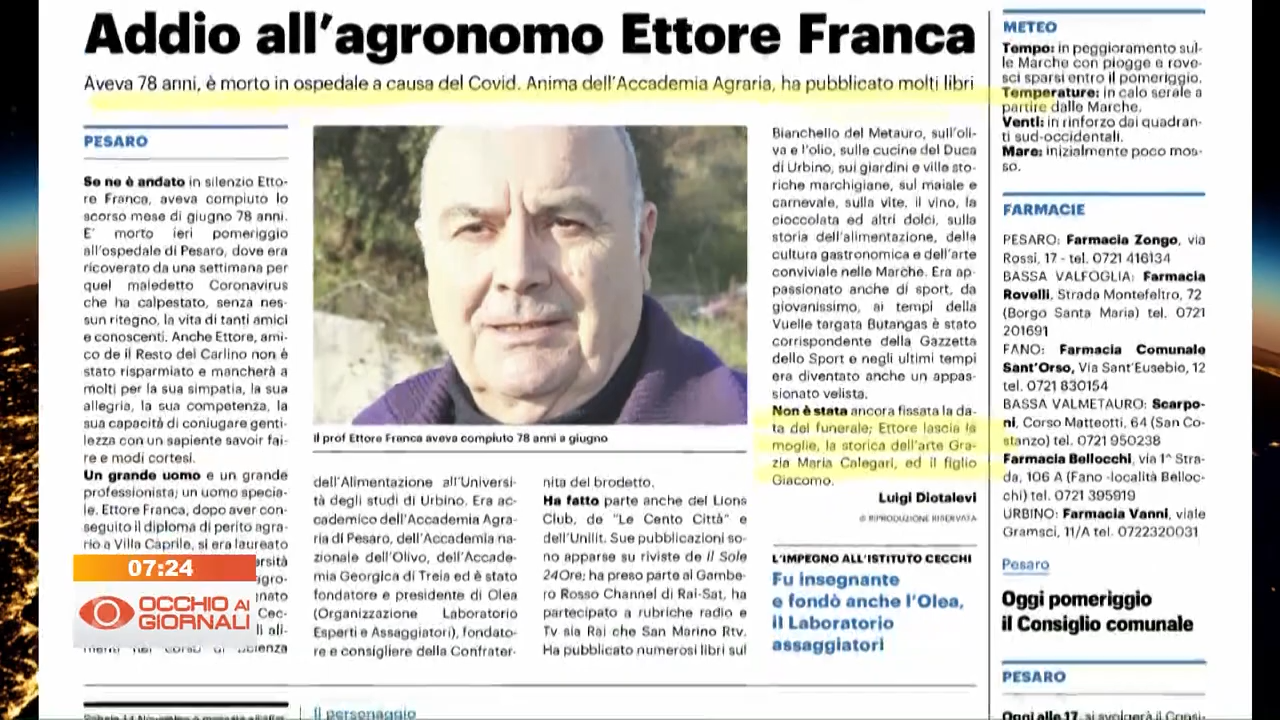 Addio all'agronomo Ettore Franca
Aveva 78 anni, è morto in ospedale a causa del Covid. Anima dell'Accademia Agraria, ha pubblicato molti libri
PESARO
Se ne è andato in silenzio Etto-
re Franca, aveva compiuto lo
scorso mese di giugno 78 anni.
E' morto ieri pomeriggio
all'ospedale di Pesaro, dove era
ricoverato da una settimana per
quel maledetto Coronavirus
che ha calpestato, senza nes-
sun ritegno, la vita di tanti amici
e conoscenti. Anche Ettore, ami-
co de il Resto del Carlino non è
stato risparmiato e mancherà a
molti per la sua simpatia, la sua
allegria, la sua competenza, la
sua capacità di coniugare genti-
lezza con un sapiente savoir fai-
re e modi cortesi.
Un grande uomo e un grande
professionista; un uomo specia-
le. Ettore Franca, dopo aver con-
seguito il diploma di perito agra-
rio a Villa Caprile, si era laureato
ersità
agro-
nato
Cec-
li ali-
07:24
OCCHIO AI
GIORNALI
Il prof Ettore Franca aveva compiuto 78 anni a giugno
dell'Alimentazione all'Universi-
tà degli studi di Urbino. Era ac-
cademico dell'Accademia Agra-
ria di Pesaro, dell'Accademia na-
zionale dell'Olivo, dell'Accade-
mia Georgica di Treia ed è stato
fondatore e presidente di Olea
(Organizzazione Laboratorio
Esperti e Assaggiatori), fondato-
re e consigliere della Confrater-
nita del brodetto.
Ha fatto parte anche del Lions
Club, de "Le Cento Città" e
dell'Unilit. Sue pubblicazioni so-
no apparse su riviste de il Sole
24Ore; ha preso parte al Gambe-
ro Rosso Channel di Rai-Sat, ha
partecipato a rubriche radio e
Tv sia Rai che San Marino Rtv.
Ha pubblicato numerosi libri sul
Bianchello del Metauro, sull'oli-
va e l'olio, sulle cucine del Duca
di Urbino, sui giardini e ville sto-
riche marchigiane, sul maiale e
carnevale, sulla vite, il vino, la
cioccolata ed altri dolci, sulla
storia dell'alimentazione, della
cultura gastronomica e dell'arte
conviviale nelle Marche. Era ap-
passionato anche di sport, da
giovanissimo, ai tempi della
Vuelle targata Butangas è stato
corrispondente della Gazzetta
dello Sport e negli ultimi tempi
era diventato anche un appas-
sionato velista.
Non è stata ancora fissata la da-
ta del funerale; Ettore lascia la
moglie, la storica dell'arte Gra-
zia Maria Calegari, ed il figlio
Giacomo.
Luigi Diotalevi
© RIPRODUZIONE RISERVATA
L'IMPEGNO ALL'ISTITUTO CECCHI
Fu insegnante
e fondò anche l'Olea,
il Laboratorio
assaggiatori
METEO
Tempo: in peggioramento sul-
le Marche con piogge e rove-
sci sparsi entro il pomeriggio.
Temperature: in calo serale a
partire dalle Marche.
Venti: in rinforzo dai quadran-
ti sud-occidentali.
Mare: inizialmente poco mos-
so.
FARMACIE
PESARO: Farmacia Zongo, via
Rossi, 17 - tel. 0721 416134
BASSA VALFOGLIA: Farmacia
Rovelli, Strada Montefeltro, 72
(Borgo Santa Maria) tel. 0721
201691
FANO: Farmacia Comunale
Sant'Orso, Via Sant'Eusebio, 12
tel. 0721 830154
BASSA VALMETAURO: Scarpo-
ni, Corso Matteotti, 64 (San Co-
stanzo) tel. 0721 950238
Farmacia Bellocchi, via 1^ Stra-
da, 106 A (Fano -località Belloc-
chi) tel. 0721 395919
URBINO: Farmacia Vanni, viale
Gramsci, 11/A tel. 0722320031
Pesaro
Oggi pomeriggio
il Consiglio comunale
PESARO
Oggi alle 17, si svolgerà il Consi-
Il personaggio